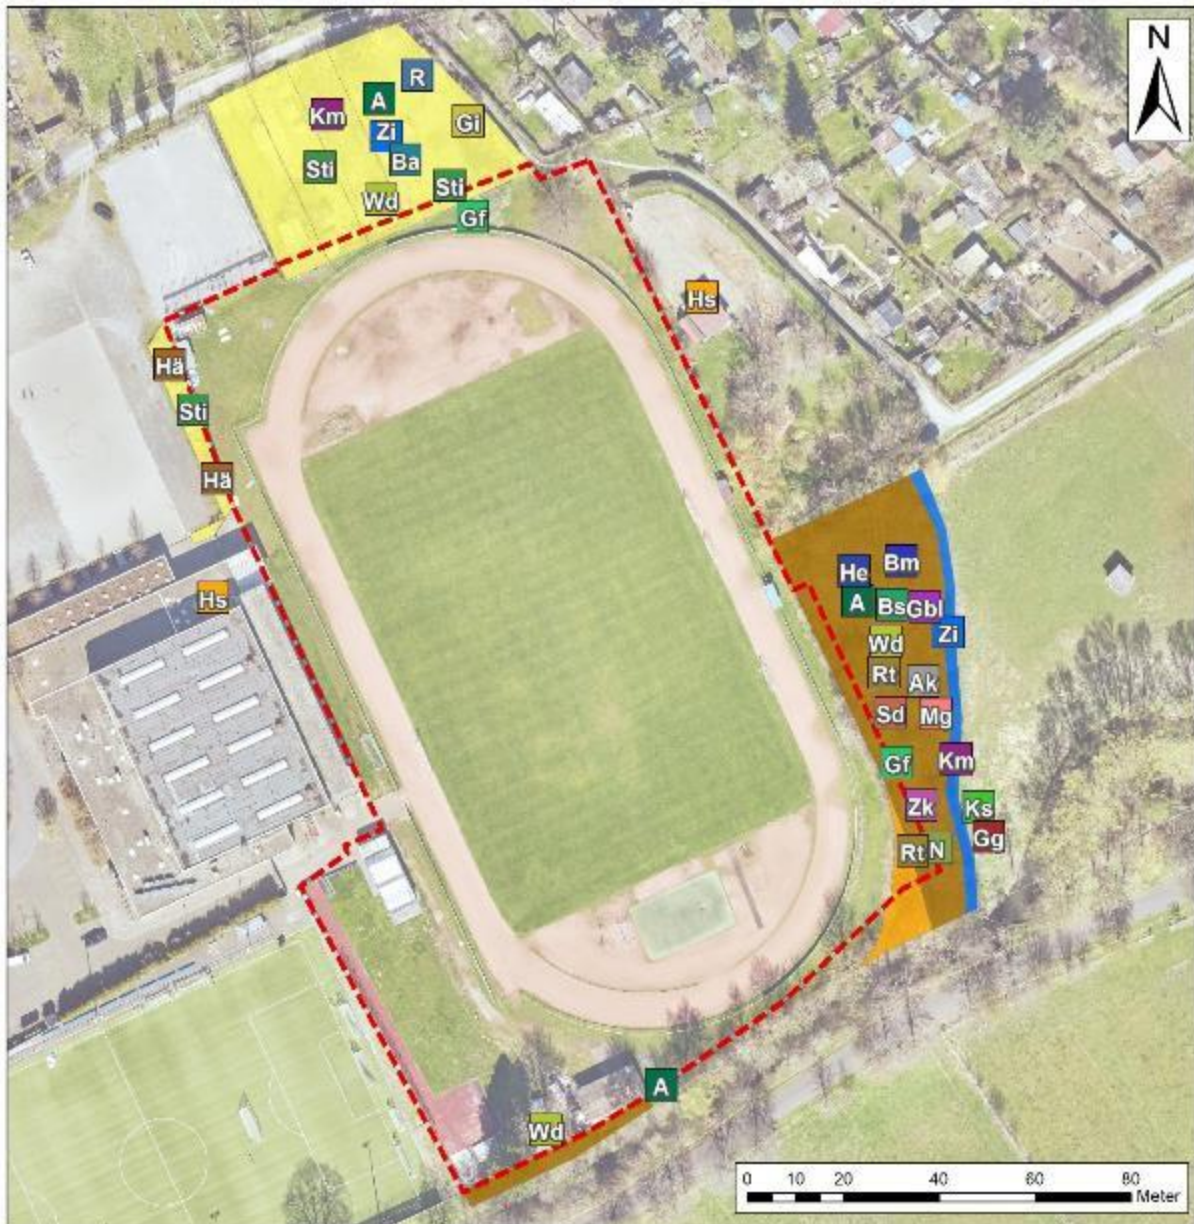 N
R
A
Km
Gi
Zi
Ba
Sti
Sti
Wd
Gf
Hs
Hä
Sti
Hä
Bm
He
Hs
A
Bs
Gbl
Zi
Wd
Rt
Ak
Sd
Mg
Gf
Km
Zk
Ks
Gg
Rt
N
A
Wd
0 10 20 40 60 80
Meter